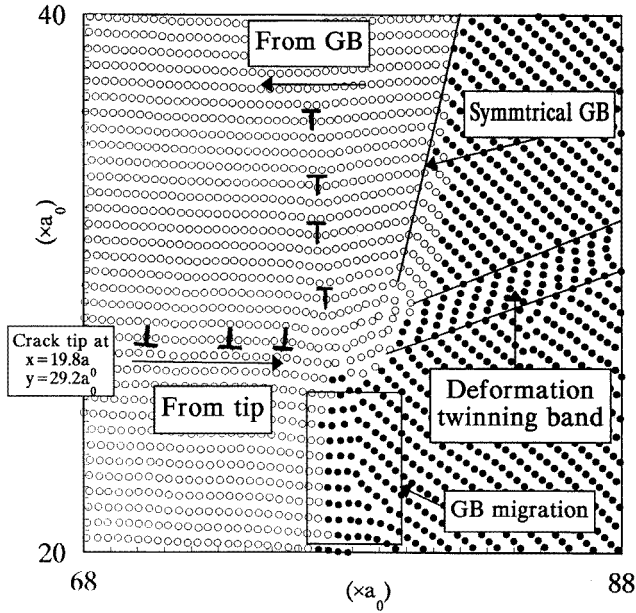 40
From GB
Symmtrical GB
(×a0)
Crack tip at
x=19.8a0
y=29.2a0
From tip
Deformation
twinning band
GB migration
20
68
(×a0)
88